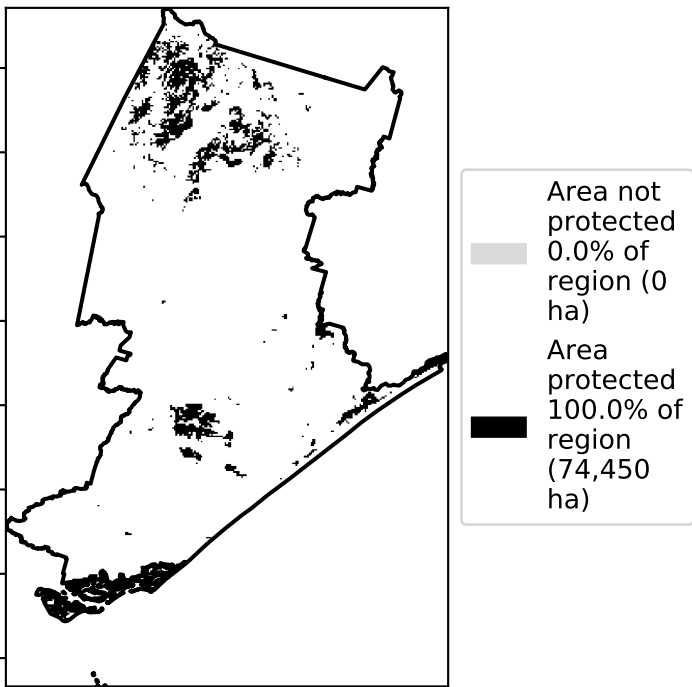 Area not
protected
0.0% of
region (0
ha)
Area
protected
100.0% of
region
(74,450
ha)